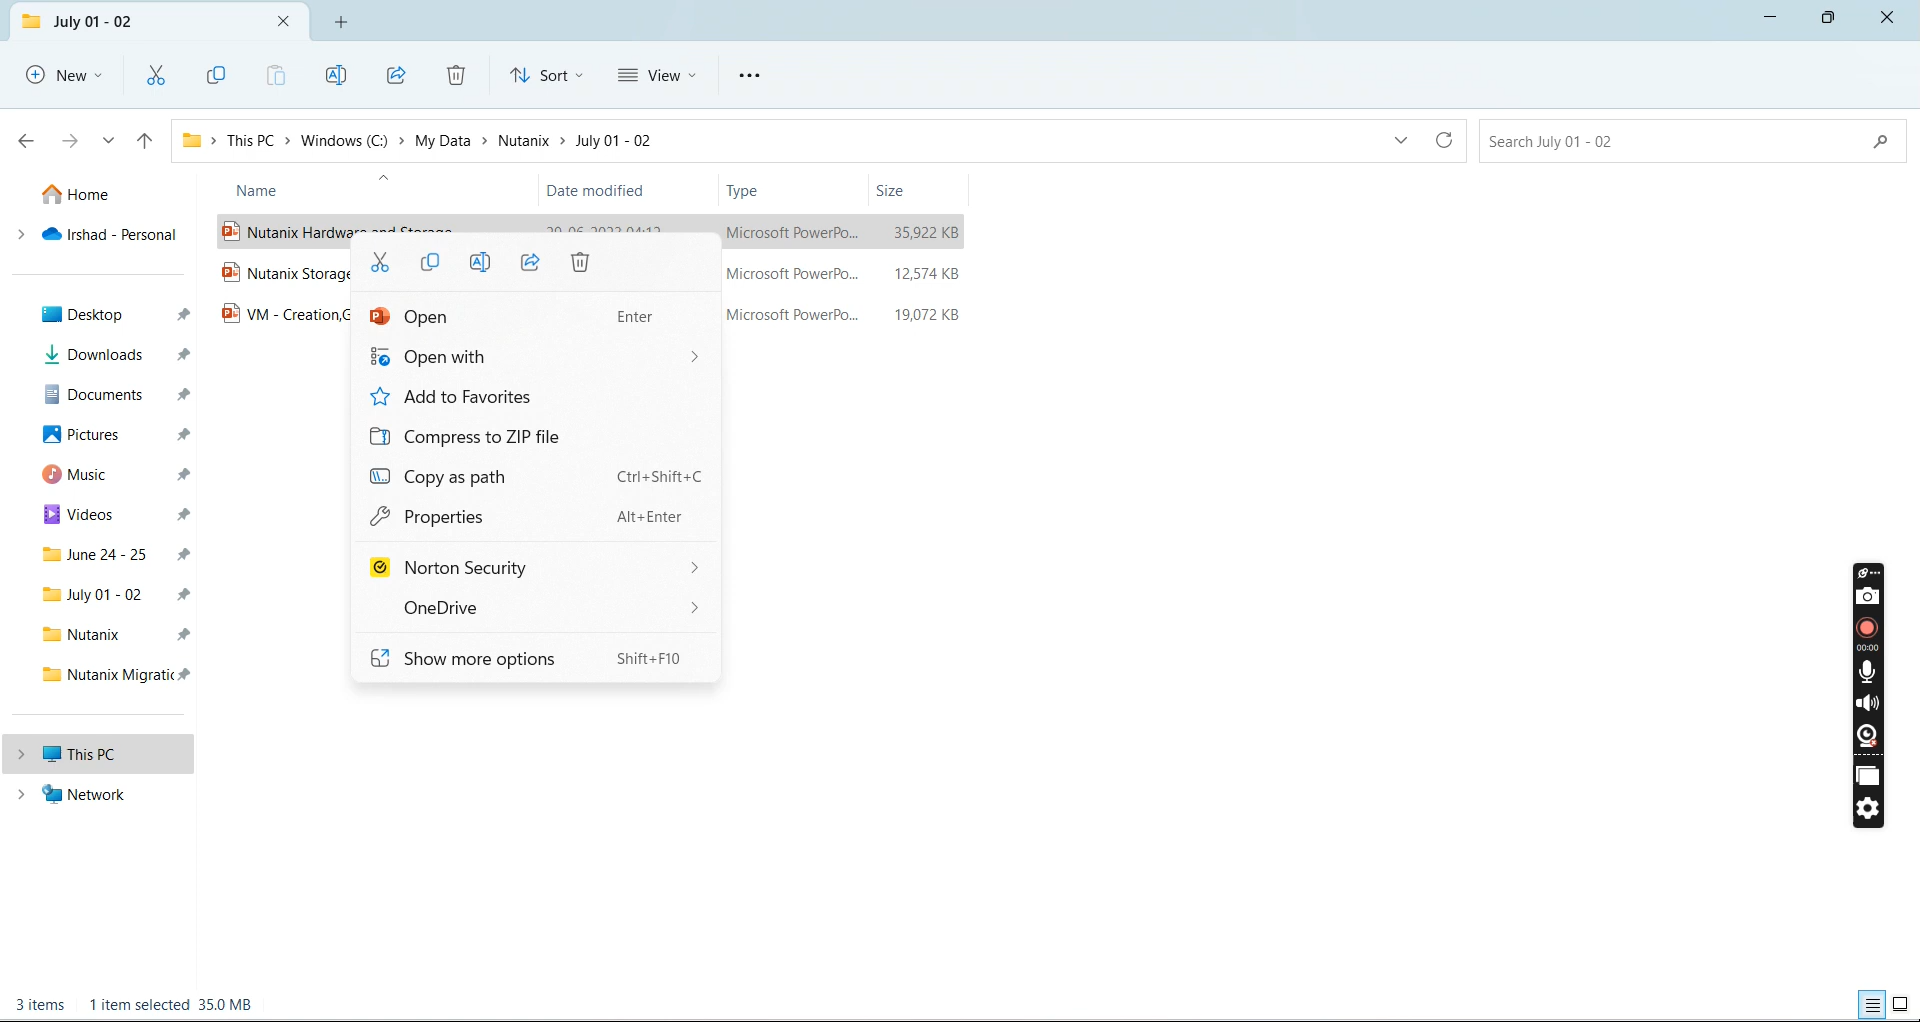 July 01 - 02
New
Sort
View
This PC > Windows (C:) > My Data > Nutanix > July 01 - 02
Search July 01 - 02
Home
Irshad - Personal
Desktop
Downloads
Documents
Pictures
Music
Videos
June 24 - 25
July 01 - 02
Nutanix
Nutanix Migratic
This PC
Network
Name Date modified Type Size
Nutanix Hardware and Storage Microsoft PowerPo... 35,922 KB
Nutanix Storage Microsoft PowerPo... 12,574 KB
VM - Creation,G Microsoft PowerPo... 19,072 KB
Open Enter
Open with
Add to Favorites
Compress to ZIP file
Copy as path Ctrl+Shift+C
Properties Alt+Enter
Norton Security
OneDrive
Show more options Shift+F10
00:00
3 items 1 item selected 35.0 MB